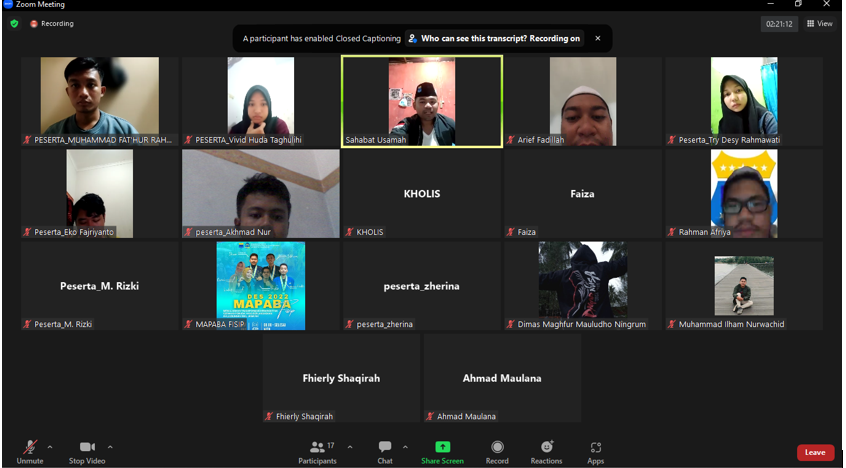 Zoom Meeting
Recording
A participant has enabled Closed Captioning
Who can see this transcript? Recording on
02:21:12
View
PESERTA_MUHAMMAD FAT'HUR RAH...
PESERTA_Vivid Huda Taghulihi
Sahabat Usamah
Arief Fadillah
Peserta_Try Desy Rahmawati
Peserta_Eko Fajriyanto
peserta_Akhmad Nur
KHOLIS
KHOLIS
Faiza
Faiza
Rahman Afriya
Peserta_M. Rizki
Peserta_M. Rizki
DES 2022
MAPABA
MAPABA FISIP
peserta_zherina
peserta_zherina
Dimas Maghfur Mauludho Ningrum
Muhammad Ilham Nurwachid
Fhierly Shaqirah
Fhierly Shaqirah
Ahmad Maulana
Ahmad Maulana
Unmute
Stop Video
Participants
17
Chat
Share Screen
Record
Reactions
Apps
Leave